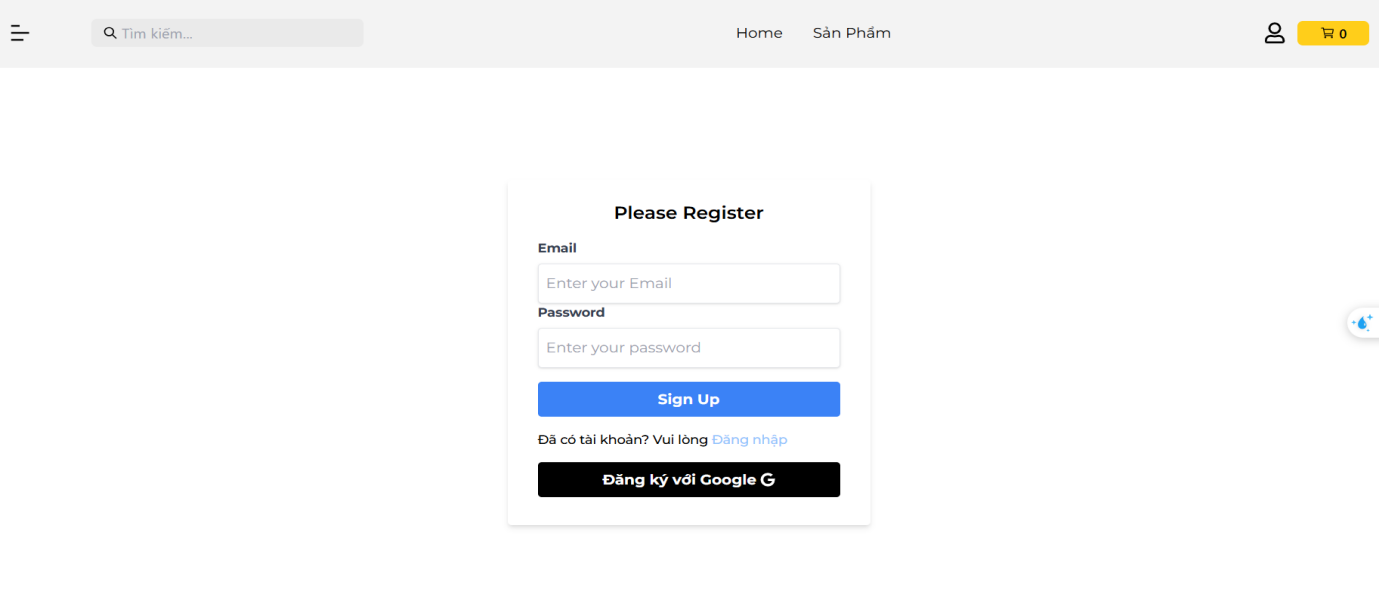 Tìm kiếm...
Home
Sản Phẩm
0
Please Register
Email
Enter your Email
Password
Enter your password
Sign Up
Đã có tài khoản? Vui lòng Đăng nhập
Đăng ký với Google G